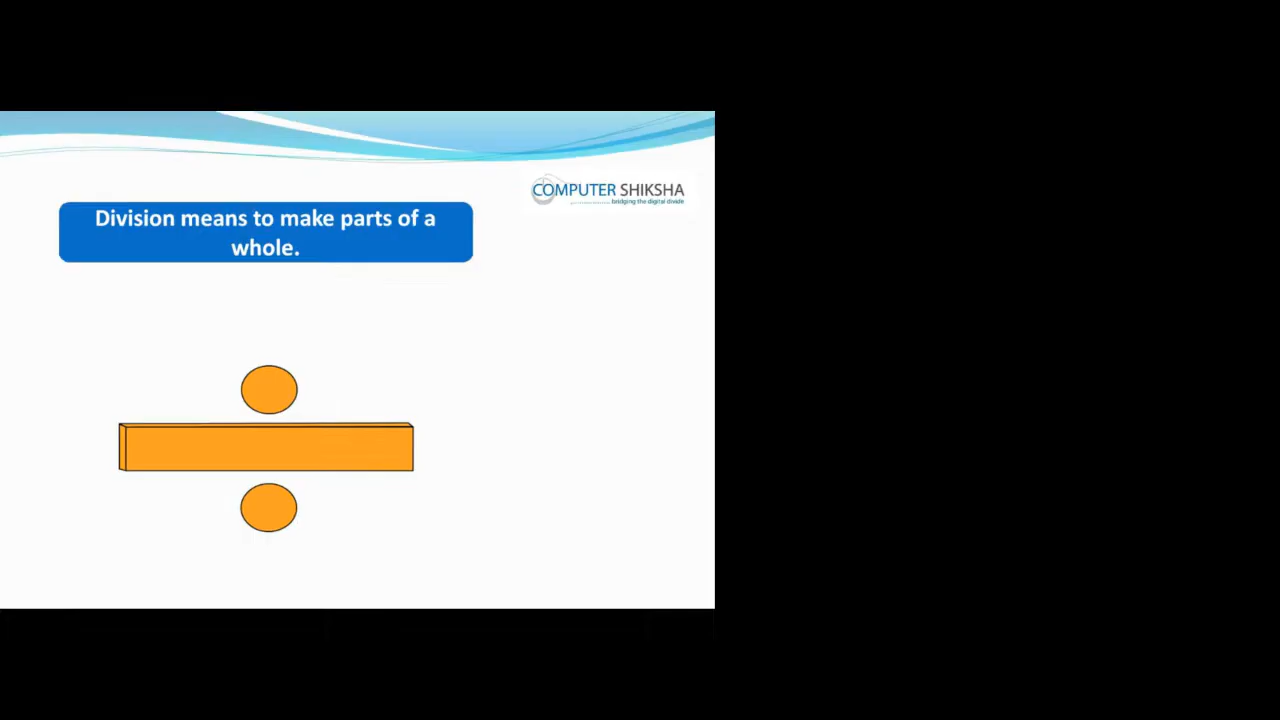 COMPUTER SHIKSHA
bridging the digital divide
Division means to make parts of a
whole.